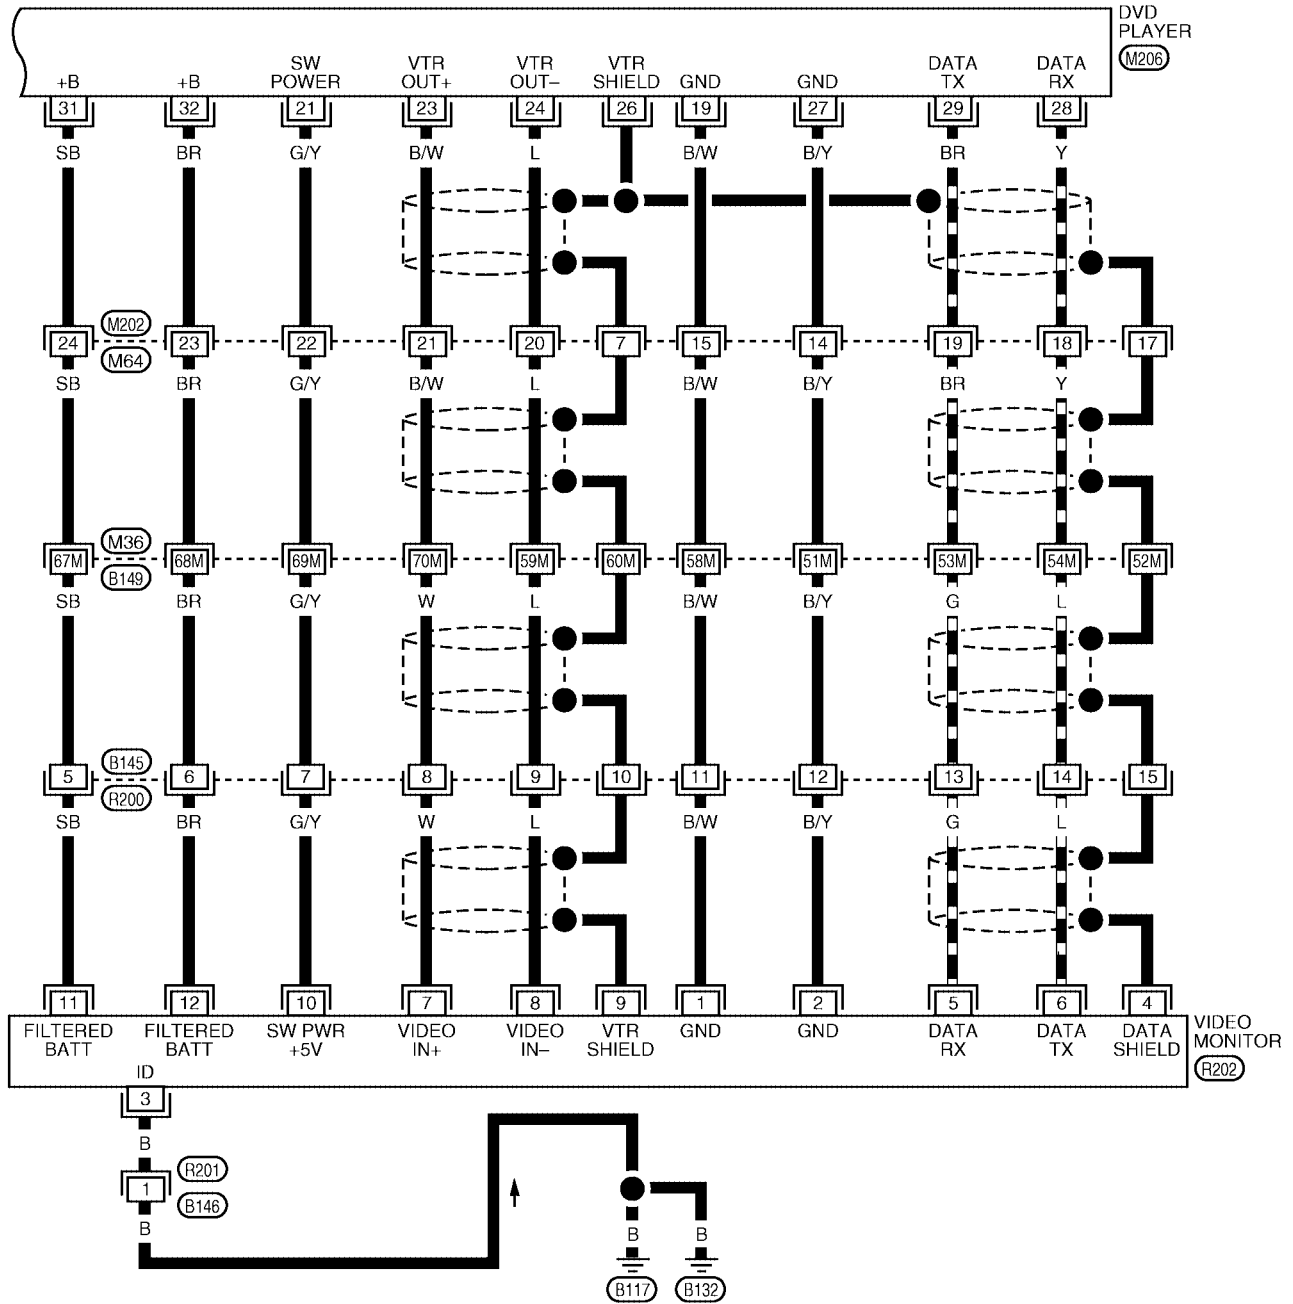 DVD
PLAYER
M206
+B +B SW POWER VTR OUT+ VTR OUT– VTR SHIELD GND GND DATA TX DATA RX
31 32 21 23 24 26 19 27 29 28
SB BR G/Y B/W L B/W B/Y BR Y
M202
24 23 22 21 20 7 15 14 19 18 17
M64
SB BR G/Y B/W L B/W B/Y BR Y
M36
67M 68M 69M 70M 59M 60M 58M 51M 53M 54M 52M
B149
SB BR G/Y W L B/W B/Y G L
B145
5 6 7 8 9 10 11 12 13 14 15
R200
SB BR G/Y W L B/W B/Y G L
11 12 10 7 8 9 1 2 5 6 4
FILTERED BATT FILTERED BATT SW PWR +5V VIDEO IN+ VIDEO IN– VTR SHIELD GND GND DATA RX DATA TX DATA SHIELD
VIDEO
MONITOR
R202
ID
3
B
R201
1
B146
B B B
B117 B132